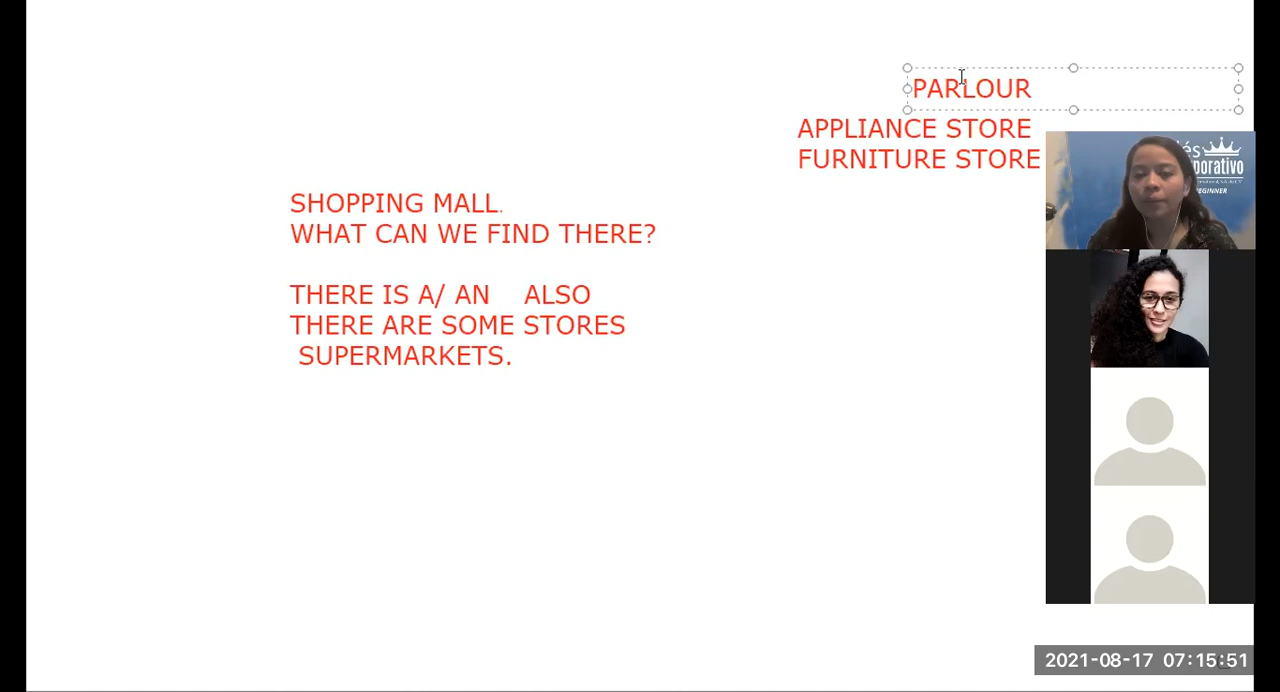 PARLOUR
APPLIANCE STORE
FURNITURE STORE
SHOPPING MALL.
WHAT CAN WE FIND THERE?
THERE IS A/ AN ALSO
THERE ARE SOME STORES
SUPERMARKETS.
2021-08-17 07:15:51